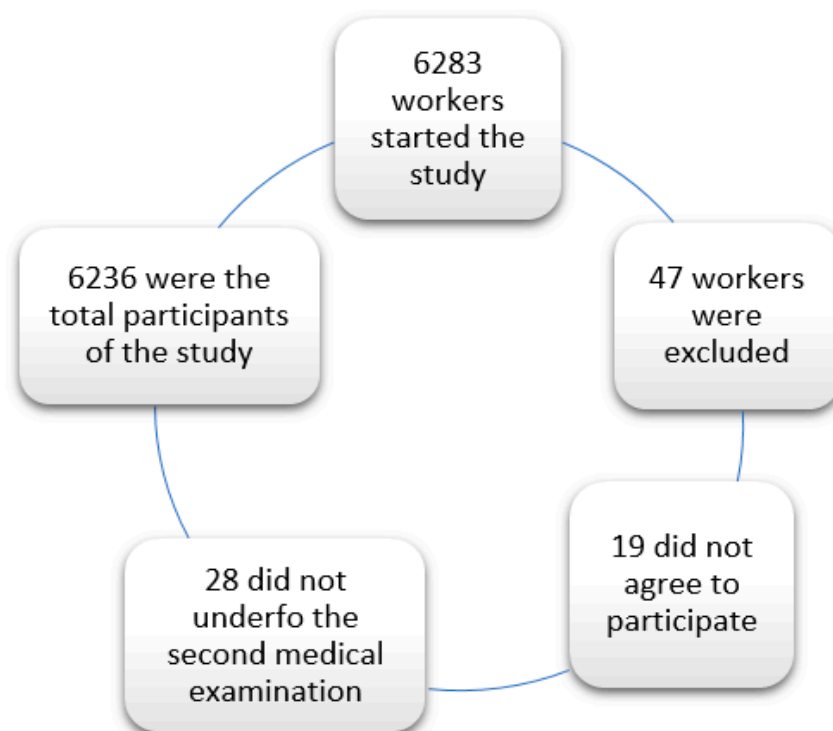 6283
workers
started the
study
47 workers
were
excluded
19 did not
agree to
participate
28 did not
underfo the
second medical
examination
6236 were the
total participants
of the study